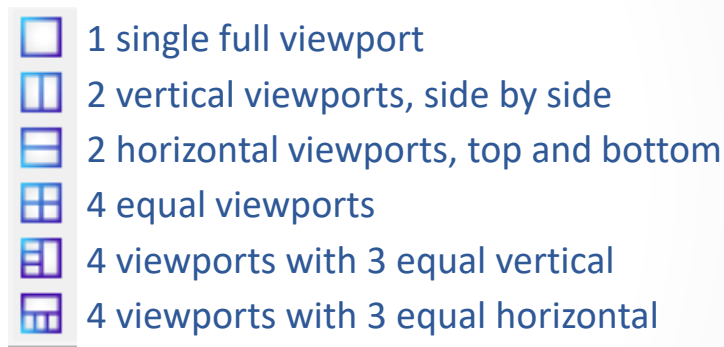 1 single full viewport
2 vertical viewports, side by side
2 horizontal viewports, top and bottom
4 equal viewports
4 viewports with 3 equal vertical
4 viewports with 3 equal horizontal